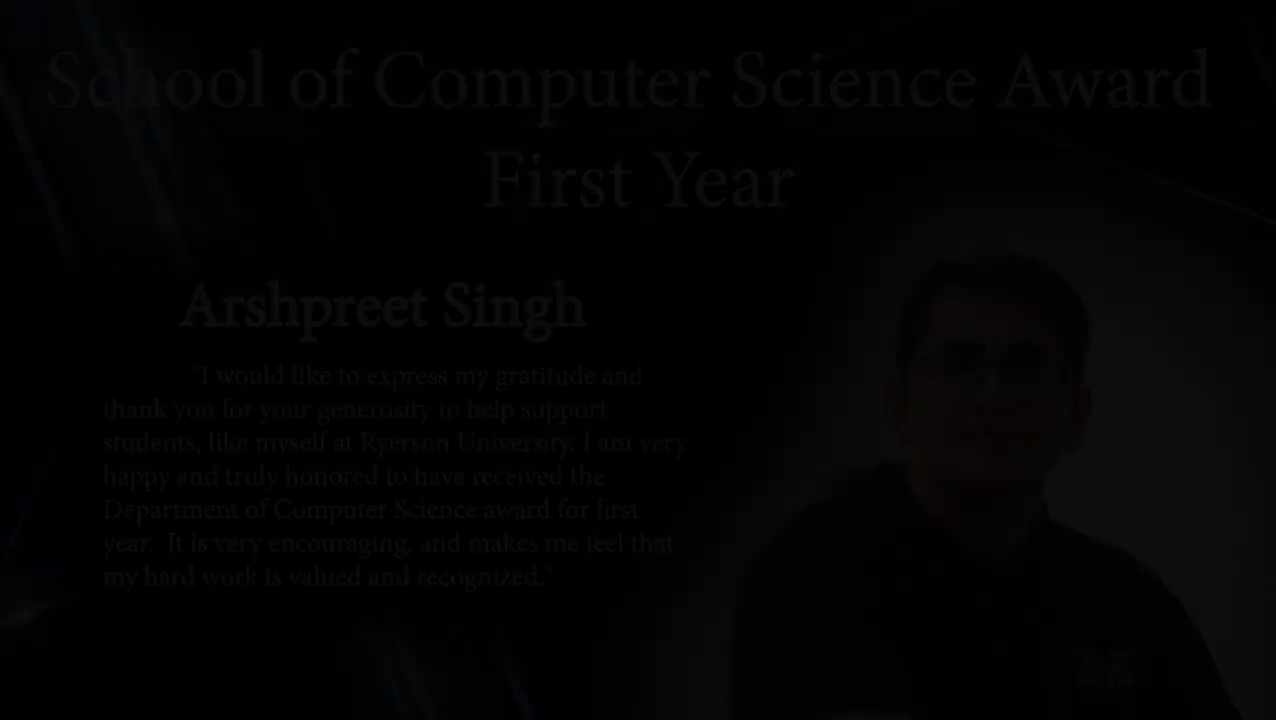 School of Computer Science Award
First Year
Arshpreet Singh
"I would like to express my gratitude and
thank you for your generosity to help support
students, like myself at Ryerson University. I am very
happy and truly honored to have received the
Department of Computer Science award for first
year.  It is very encouraging, and makes me feel that
my hard work is valued and recognized."